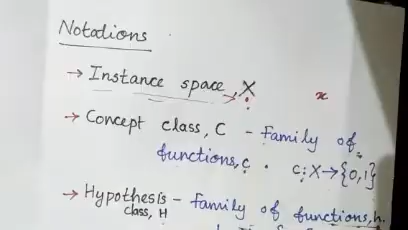 Notations
→ Instance space, X x
→ Concept class, C - Family of
functions, c . c: X→{0,1}
→ Hypothesis - Family of functions, h.
class, H